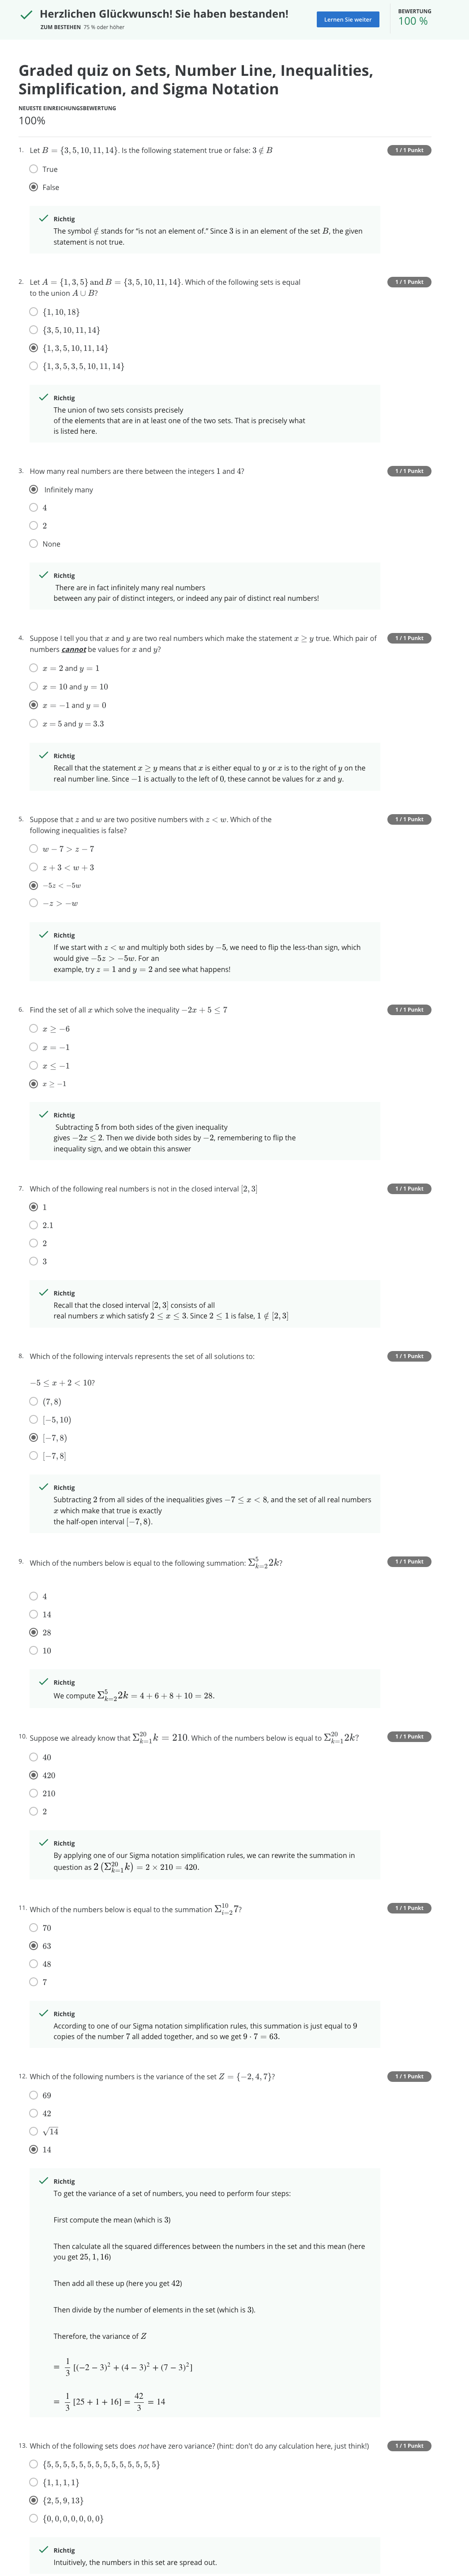 Herzlichen Glückwunsch! Sie haben bestanden!
ZUM BESTEHEN 75 % oder höher
Lernen Sie weiter
BEWERTUNG
100 %
Graded quiz on Sets, Number Line, Inequalities,
Simplification, and Sigma Notation
NEUESTE EINREICHUNGSBEWERTUNG
100%
1. Let B = {3, 5, 10, 11, 14}. Is the following statement true or false: 3 ∉ B
1 / 1 Punkt
True
False
Richtig
The symbol ∉ stands for “is not an element of.” Since 3 is in an element of the set B, the given
statement is not true.
2. Let A = {1, 3, 5} and B = {3, 5, 10, 11, 14}. Which of the following sets is equal
to the union A ∪ B?
1 / 1 Punkt
{1, 10, 18}
{3, 5, 10, 11, 14}
{1, 3, 5, 10, 11, 14}
{1, 3, 5, 3, 5, 10, 11, 14}
Richtig
The union of two sets consists precisely
of the elements that are in at least one of the two sets. That is precisely what
is listed here.
3. How many real numbers are there between the integers 1 and 4?
1 / 1 Punkt
Infinitely many
4
2
None
Richtig
There are in fact infinitely many real numbers
between any pair of distinct integers, or indeed any pair of distinct real numbers!
4. Suppose I tell you that x and y are two real numbers which make the statement x ≥ y true. Which pair of
numbers cannot be values for x and y?
1 / 1 Punkt
x = 2 and y = 1
x = 10 and y = 10
x = −1 and y = 0
x = 5 and y = 3.3
Richtig
Recall that the statement x ≥ y means that x is either equal to y or x is to the right of y on the
real number line. Since −1 is actually to the left of 0, these cannot be values for x and y.
5. Suppose that z and w are two positive numbers with z < w. Which of the
following inequalities is false?
1 / 1 Punkt
w − 7 > z − 7
z + 3 < w + 3
−5z < −5w
−z > −w
Richtig
If we start with z < w and multiply both sides by −5, we need to flip the less-than sign, which
would give −5z > −5w. For an
example, try z = 1 and y = 2 and see what happens!
6. Find the set of all x which solve the inequality −2x + 5 ≤ 7
1 / 1 Punkt
x ≥ −6
x = −1
x ≤ −1
x ≥ −1
Richtig
Subtracting 5 from both sides of the given inequality
gives −2x ≤ 2. Then we divide both sides by −2, remembering to flip the
inequality sign, and we obtain this answer
7. Which of the following real numbers is not in the closed interval [2, 3]
1 / 1 Punkt
1
2.1
2
3
Richtig
Recall that the closed interval [2, 3] consists of all
real numbers x which satisfy 2 ≤ x ≤ 3. Since 2 ≤ 1 is false, 1 ∉ [2, 3]
8. Which of the following intervals represents the set of all solutions to:
1 / 1 Punkt
−5 ≤ x + 2 < 10?
(7, 8)
[−5, 10)
[−7, 8)
[−7, 8]
Richtig
Subtracting 2 from all sides of the inequalities gives −7 ≤ x < 8, and the set of all real numbers
x which make that true is exactly
the half-open interval [−7, 8).
9. Which of the numbers below is equal to the following summation: Σ⁵ₖ₌₂ 2k?
1 / 1 Punkt
4
14
28
10
Richtig
We compute Σ⁵ₖ₌₂ 2k = 4 + 6 + 8 + 10 = 28.
10. Suppose we already know that Σ²⁰ₖ₌₁ k = 210. Which of the numbers below is equal to Σ²⁰ₖ₌₁ 2k?
1 / 1 Punkt
40
420
210
2
Richtig
By applying one of our Sigma notation simplification rules, we can rewrite the summation in
question as 2 (Σ²⁰ₖ₌₁ k) = 2 × 210 = 420.
11. Which of the numbers below is equal to the summation Σ¹⁰ᵢ₌₂ 7?
1 / 1 Punkt
70
63
48
7
Richtig
According to one of our Sigma notation simplification rules, this summation is just equal to 9
copies of the number 7 all added together, and so we get 9 · 7 = 63.
12. Which of the following numbers is the variance of the set Z = {−2, 4, 7}?
1 / 1 Punkt
69
42
√14
14
Richtig
To get the variance of a set of numbers, you need to perform four steps:
First compute the mean (which is 3)
Then calculate all the squared differences between the numbers in the set and this mean (here
you get 25, 1, 16)
Then add all these up (here you get 42)
Then divide by the number of elements in the set (which is 3).
Therefore, the variance of Z
= 1/3 [(−2 − 3)² + (4 − 3)² + (7 − 3)²]
= 1/3 [25 + 1 + 16] = 42/3 = 14
13. Which of the following sets does not have zero variance? (hint: don't do any calculation here, just think!)
1 / 1 Punkt
{5, 5, 5, 5, 5, 5, 5, 5, 5, 5, 5, 5, 5, 5}
{1, 1, 1, 1}
{2, 5, 9, 13}
{0, 0, 0, 0, 0, 0, 0}
Richtig
Intuitively, the numbers in this set are spread out.